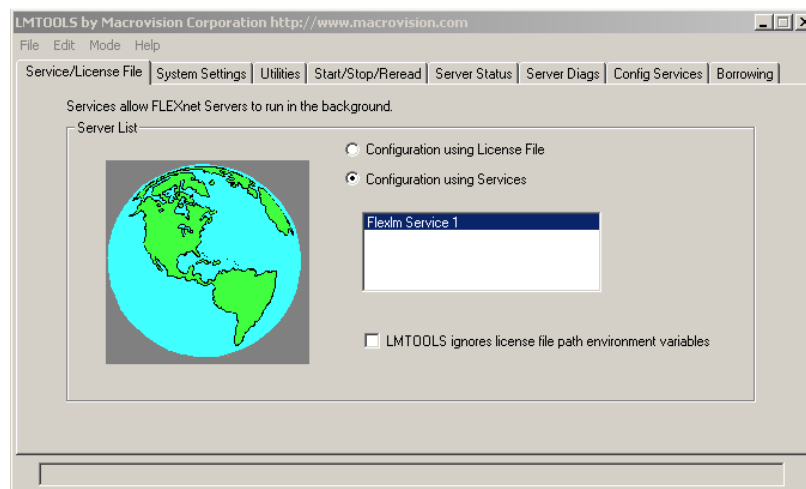 LMTOOLS by Macrovision Corporation http://www.macrovision.com
File Edit Mode Help
Service/License File System Settings Utilities Start/Stop/Reread Server Status Server Diags Config Services Borrowing
Services allow FLEXnet Servers to run in the background.
Server List
Configuration using License File
Configuration using Services
Flexlm Service 1
LMTOOLS ignores license file path environment variables